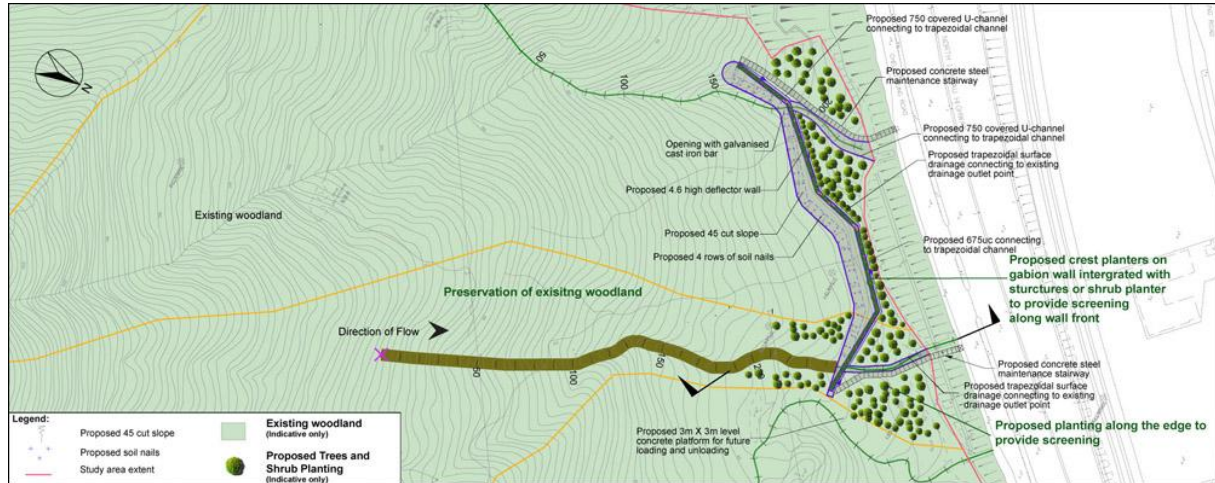 Proposed 750 covered U-channel
connecting to trapezoidal channel
Proposed concrete steel
maintenance stairway
Proposed 750 covered U-channel
connecting to trapezoidal channel
Opening with galvanised
cast iron bar
Proposed trapezoidal surface
drainage connecting to existing
drainage outlet point
Proposed 4.6 high deflector wall
Proposed 45 cut slope
Proposed 4 rows of soil nails
Proposed 675uc connecting
to trapezoidal channel
Proposed crest planters on
gabion wall intergrated with
sturctures or shrub planter
to provide screening
along wall front
N
50
100
150
200
Existing woodland
Preservation of exisitng woodland
Direction of Flow
50
100
150
200
Proposed concrete steel
maintenance stairway
Proposed trapezoidal surface
drainage connecting to existing
drainage outlet point
Proposed 3m X 3m level
concrete platform for future
loading and unloading
Proposed planting along the edge to
provide screening
Legend:
Proposed 45 cut slope
Proposed soil nails
Study area extent
Existing woodland
(Indicative only)
Proposed Trees and
Shrub Planting
(Indicative only)